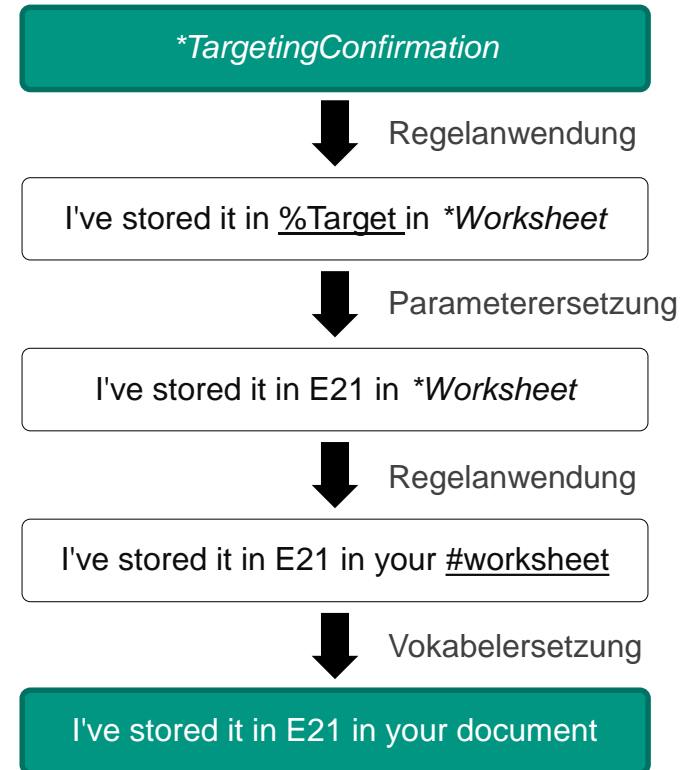 *TargetingConfirmation
Regelanwendung
I've stored it in %Target in *Worksheet
Parameterersetzung
I've stored it in E21 in *Worksheet
Regelanwendung
I've stored it in E21 in your #worksheet
Vokabelersetzung
I've stored it in E21 in your document